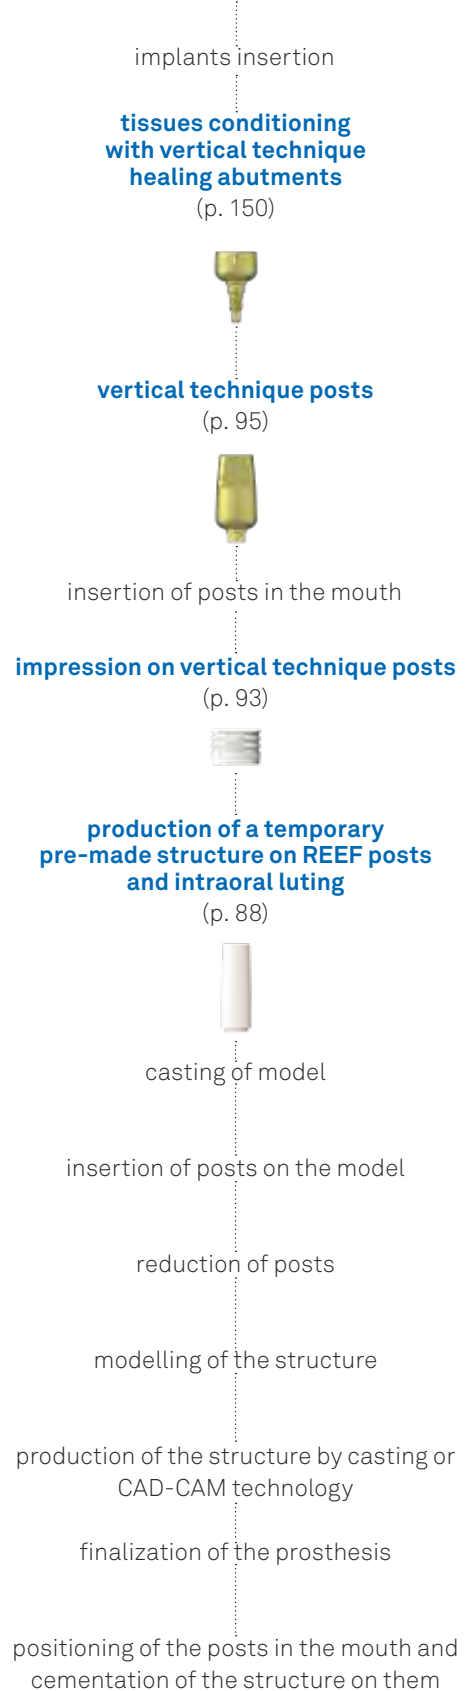 implants insertion
tissues conditioning
with vertical technique
healing abutments
(p. 150)
vertical technique posts
(p. 95)
insertion of posts in the mouth
impression on vertical technique posts
(p. 93)
production of a temporary
pre-made structure on REEF posts
and intraoral luting
(p. 88)
casting of model
insertion of posts on the model
reduction of posts
modelling of the structure
production of the structure by casting or
CAD-CAM technology
finalization of the prosthesis
positioning of the posts in the mouth and
cementation of the structure on them